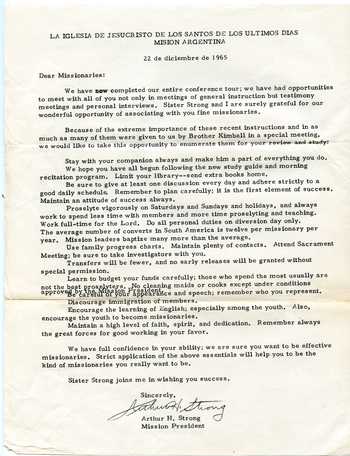 LA IGLESIA DE JESUCRISTO DE LOS SANTOS DE LOS ULTIMOS DIAS
MISION ARGENTINA
22 de diciembre de 1965
Dear Missionaries:
We have now completed our entire conference tour; we have had opportunities
to meet with all of you not only in meetings of general instruction but testimony
meetings and personal interviews. Sister Strong and I are surely grateful for our
wonderful opportunity of associating with you fine missionaries.
Because of the extreme importance of these recent instructions and in as
much as many of them were given to us by Brother Kimball in a special meeting,
we would like to take this opportunity to enumerate them for your review and study:
Stay with your companion always and make him a part of everything you do.
We hope you have all begun following the new study guide and morning
recitation program. Limit your library--send extra books home.
Be sure to give at least one discussion every day and adhere strictly to a
good daily schedule. Remember to plan carefully; it is the first element of success.
Maintain an attitude of success always.
Proselyte vigorously on Saturdays and Sundays and holidays, and always
work to spend less time with members and more time proselyting and teaching.
Work full-time for the Lord. Do all personal duties on diversion day only.
The average number of converts in South America is twelve per missionary per
year. Mission leaders baptize many more than the average.
Use family progress charts. Maintain plenty of contacts. Attend Sacrament
Meeting; be sure to take investigators with you.
Transfers will be fewer, and no early releases will be granted without
special permission.
Learn to budget your funds carefully; those who spend the most usually are
not the best proselyters. No cleaning maids or cooks except under conditions
approved by the Mission President.
Be careful of your appearance and speech; remember who you represent.
Discourage immigration of members.
Encourage the learning of English; especially among the youth. Also,
encourage the youth to become missionaries.
Maintain a high level of faith, spirit, and dedication. Remember always
the great forces for good working in your favor.
We have full confidence in your ability; we are sure you want to be effective
missionaries. Strict application of the above essentials will help you to be the
kind of missionaries you really want to be.
Sister Strong joins me in wishing you success.
Sincerely,
Arthur H. Strong
Arthur H. Strong
Mission President